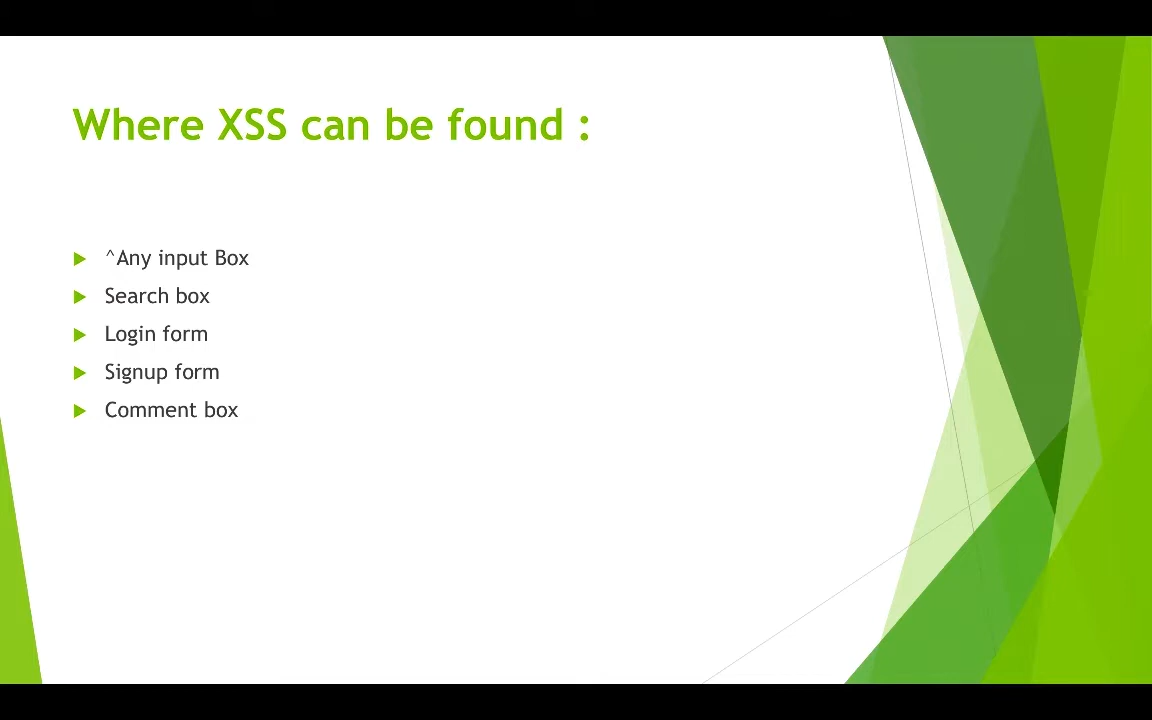 Where XSS can be found :
^Any input Box
Search box
Login form
Signup form
Comment box